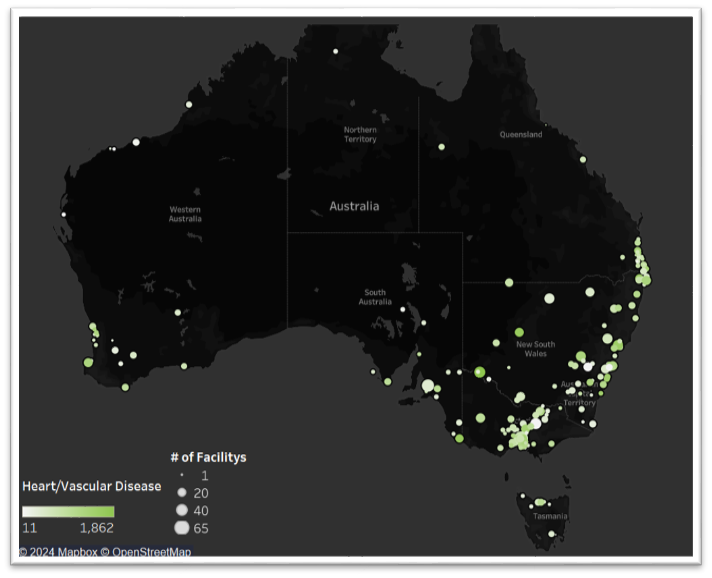 Northern
Territory
Queensland
Western
Australia
Australia
South
Australia
New South
Wales
Territory
# of Facilitys
1
Heart/Vascular Disease
20
40
11
1,862
65
Tasmania
© 2024 Mapbox © OpenStreetMap